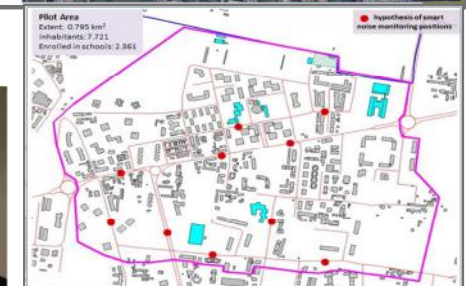 Pilot Area
Extent: 0.795 km²
Inhabitants: 7.721
Enrolled in schools: 2.361
hypothesis of smart
noise monitoring positions